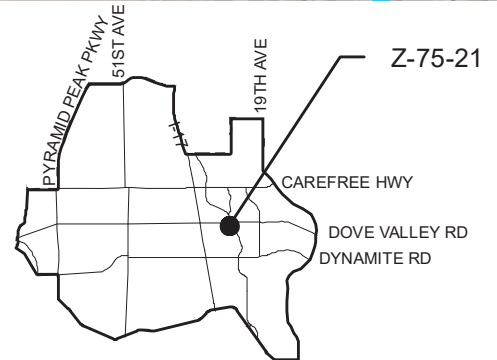 PYRAMID PEAK PKWY
51ST AVE
I-17
19TH AVE
Z-75-21
CAREFREE HWY
DOVE VALLEY RD
DYNAMITE RD